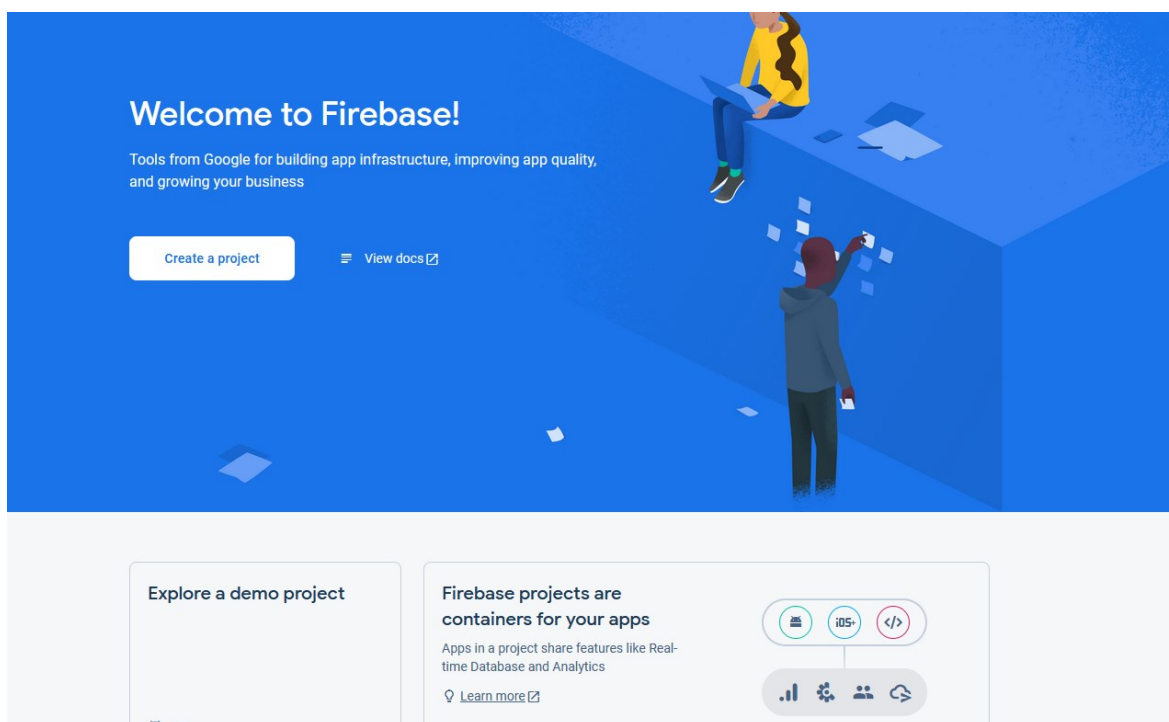 Welcome to Firebase!
Tools from Google for building app infrastructure, improving app quality,
and growing your business
Create a project
View docs
Explore a demo project
Firebase projects are
containers for your apps
Apps in a project share features like Real-
time Database and Analytics
Learn more
iOS+